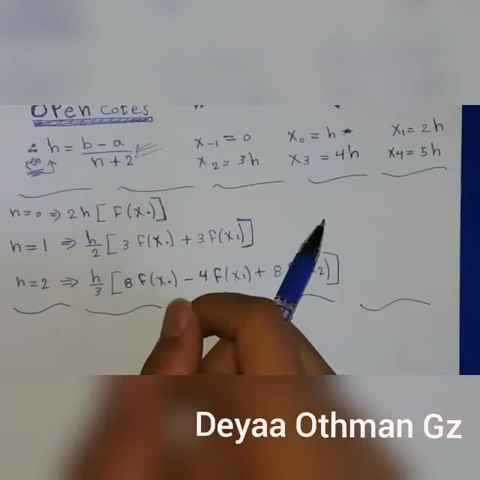 Open Cotes
∴ h = b-a / n+2
x-1 = 0 x₀ = h x₁ = 2h
x₂ = 3h x₃ = 4h x₄ = 5h
n=0 ⇒ 2h [ f(x₀) ]
n=1 ⇒ h/2 [ 3 f(x₀) + 3 f(x₁) ]
n=2 ⇒ h/3 [ 8 f(x₀) - 4 f(x₁) + 8 x₂) ]
Deyaa Othman Gz